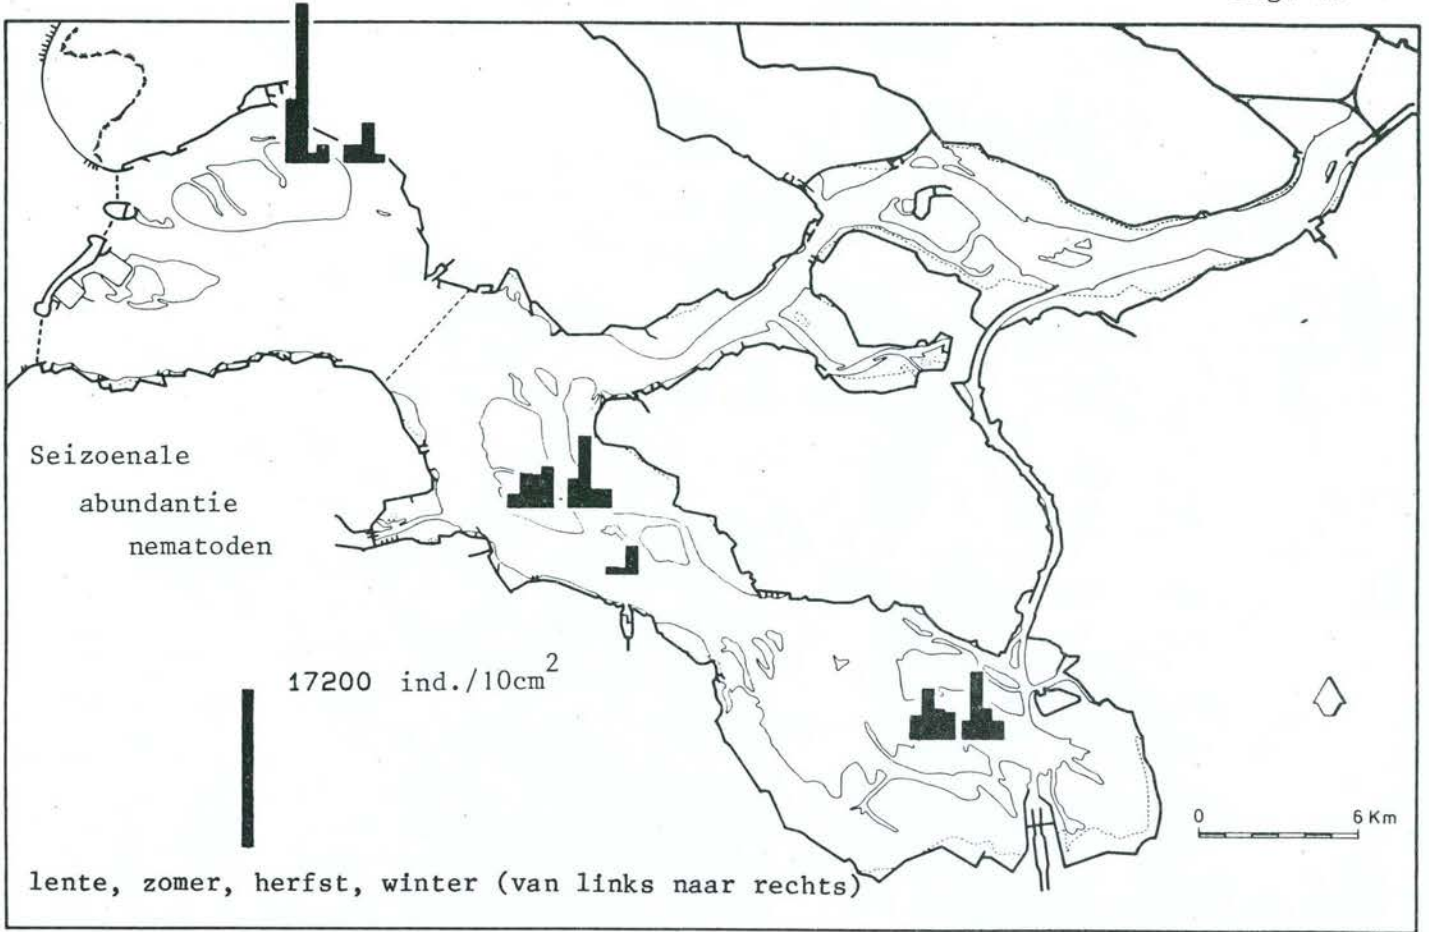 Seizoenale
abundantie
nematoden
17200 ind./10cm²
0 6 Km
lente, zomer, herfst, winter (van links naar rechts)